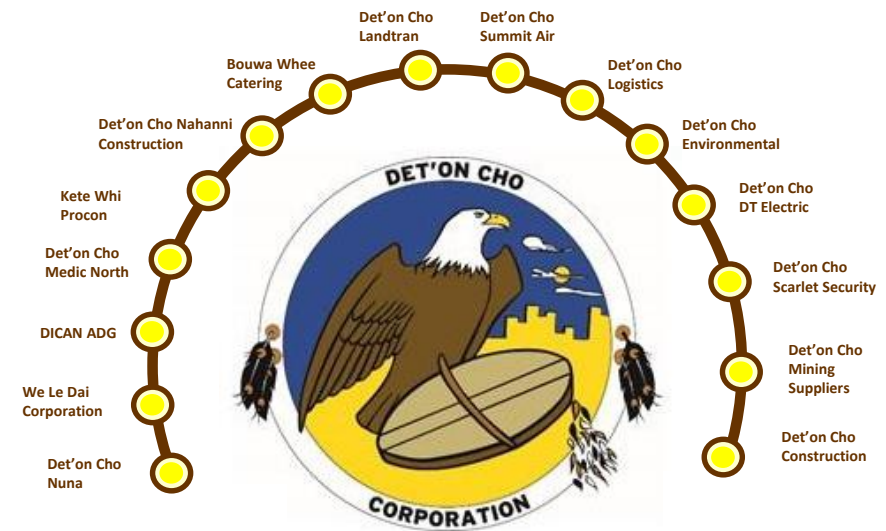 Det'on Cho
Landtran
Det'on Cho
Summit Air
Bouwa Whee
Catering
Det'on Cho
Logistics
Det'on Cho Nahanni
Construction
Det'on Cho
Environmental
Kete Whi
Procon
Det'on Cho
DT Electric
Det'on Cho
Medic North
Det'on Cho
Scarlet Security
DICAN ADG
Det'on Cho
Mining
Suppliers
We Le Dai
Corporation
Det'on Cho
Construction
Det'on Cho
Nuna
DET'ON CHO
CORPORATION